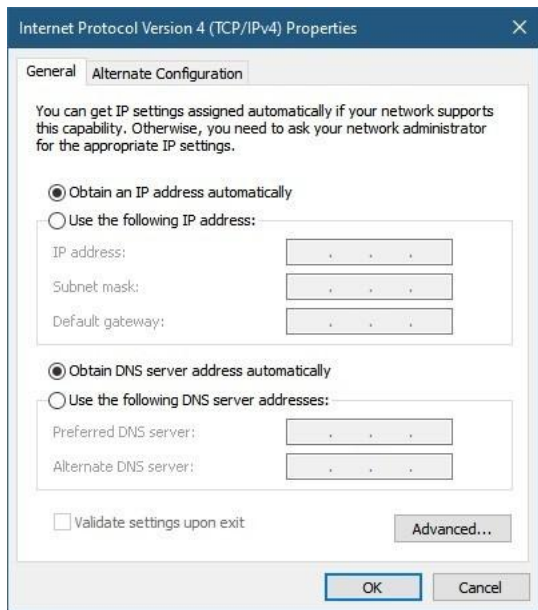 Internet Protocol Version 4 (TCP/IPv4) Properties
General
Alternate Configuration
You can get IP settings assigned automatically if your network supports
this capability. Otherwise, you need to ask your network administrator
for the appropriate IP settings.
Obtain an IP address automatically
Use the following IP address:
IP address:
. . .
Subnet mask:
. . .
Default gateway:
. . .
Obtain DNS server address automatically
Use the following DNS server addresses:
Preferred DNS server:
. . .
Alternate DNS server:
. . .
Validate settings upon exit
Advanced...
OK
Cancel